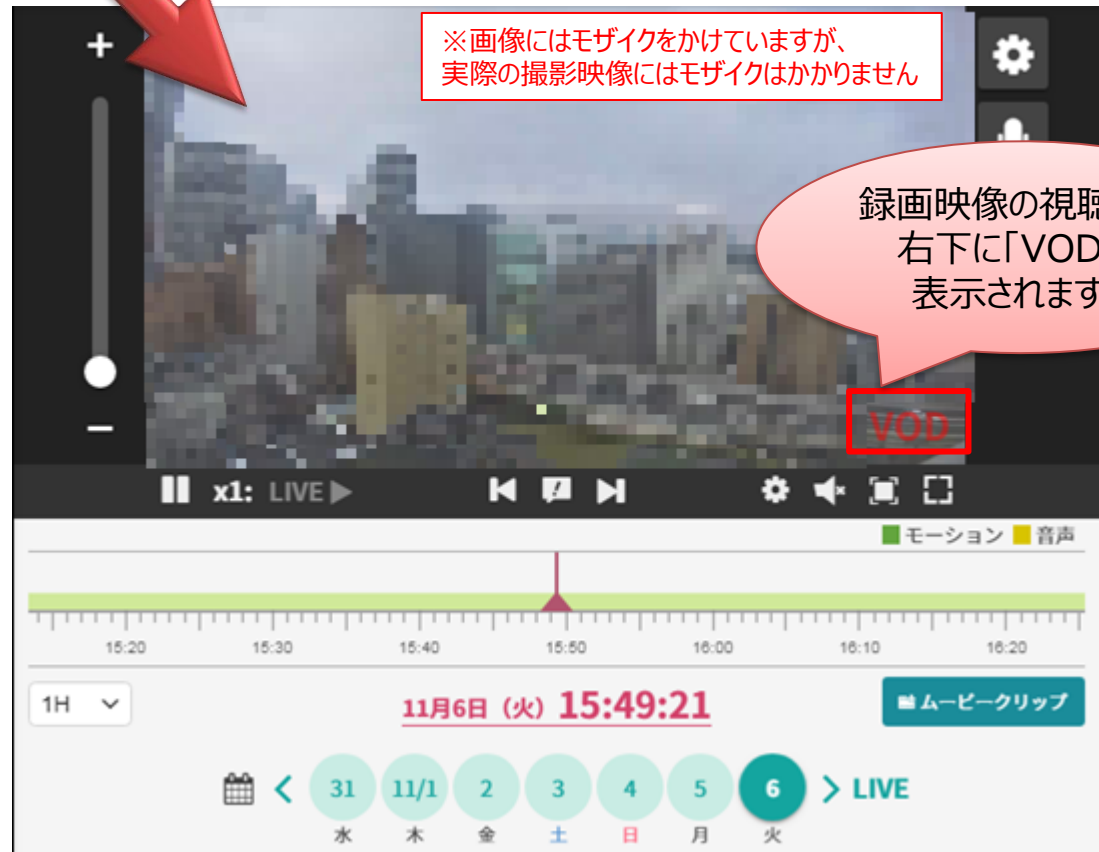 ※画像にはモザイクをかけていますが、
実際の撮影映像にはモザイクはかかりません
録画映像の視聴
右下に「VOD
表示されます
VOD
x1: LIVE
モーション 音声
15:20 15:30 15:40 15:50 16:00 16:10 16:20
1H 11月6日（火）15:49:21 ムービークリップ
31 11/1 2 3 4 5 6 LIVE
水 木 金 土 日 月 火